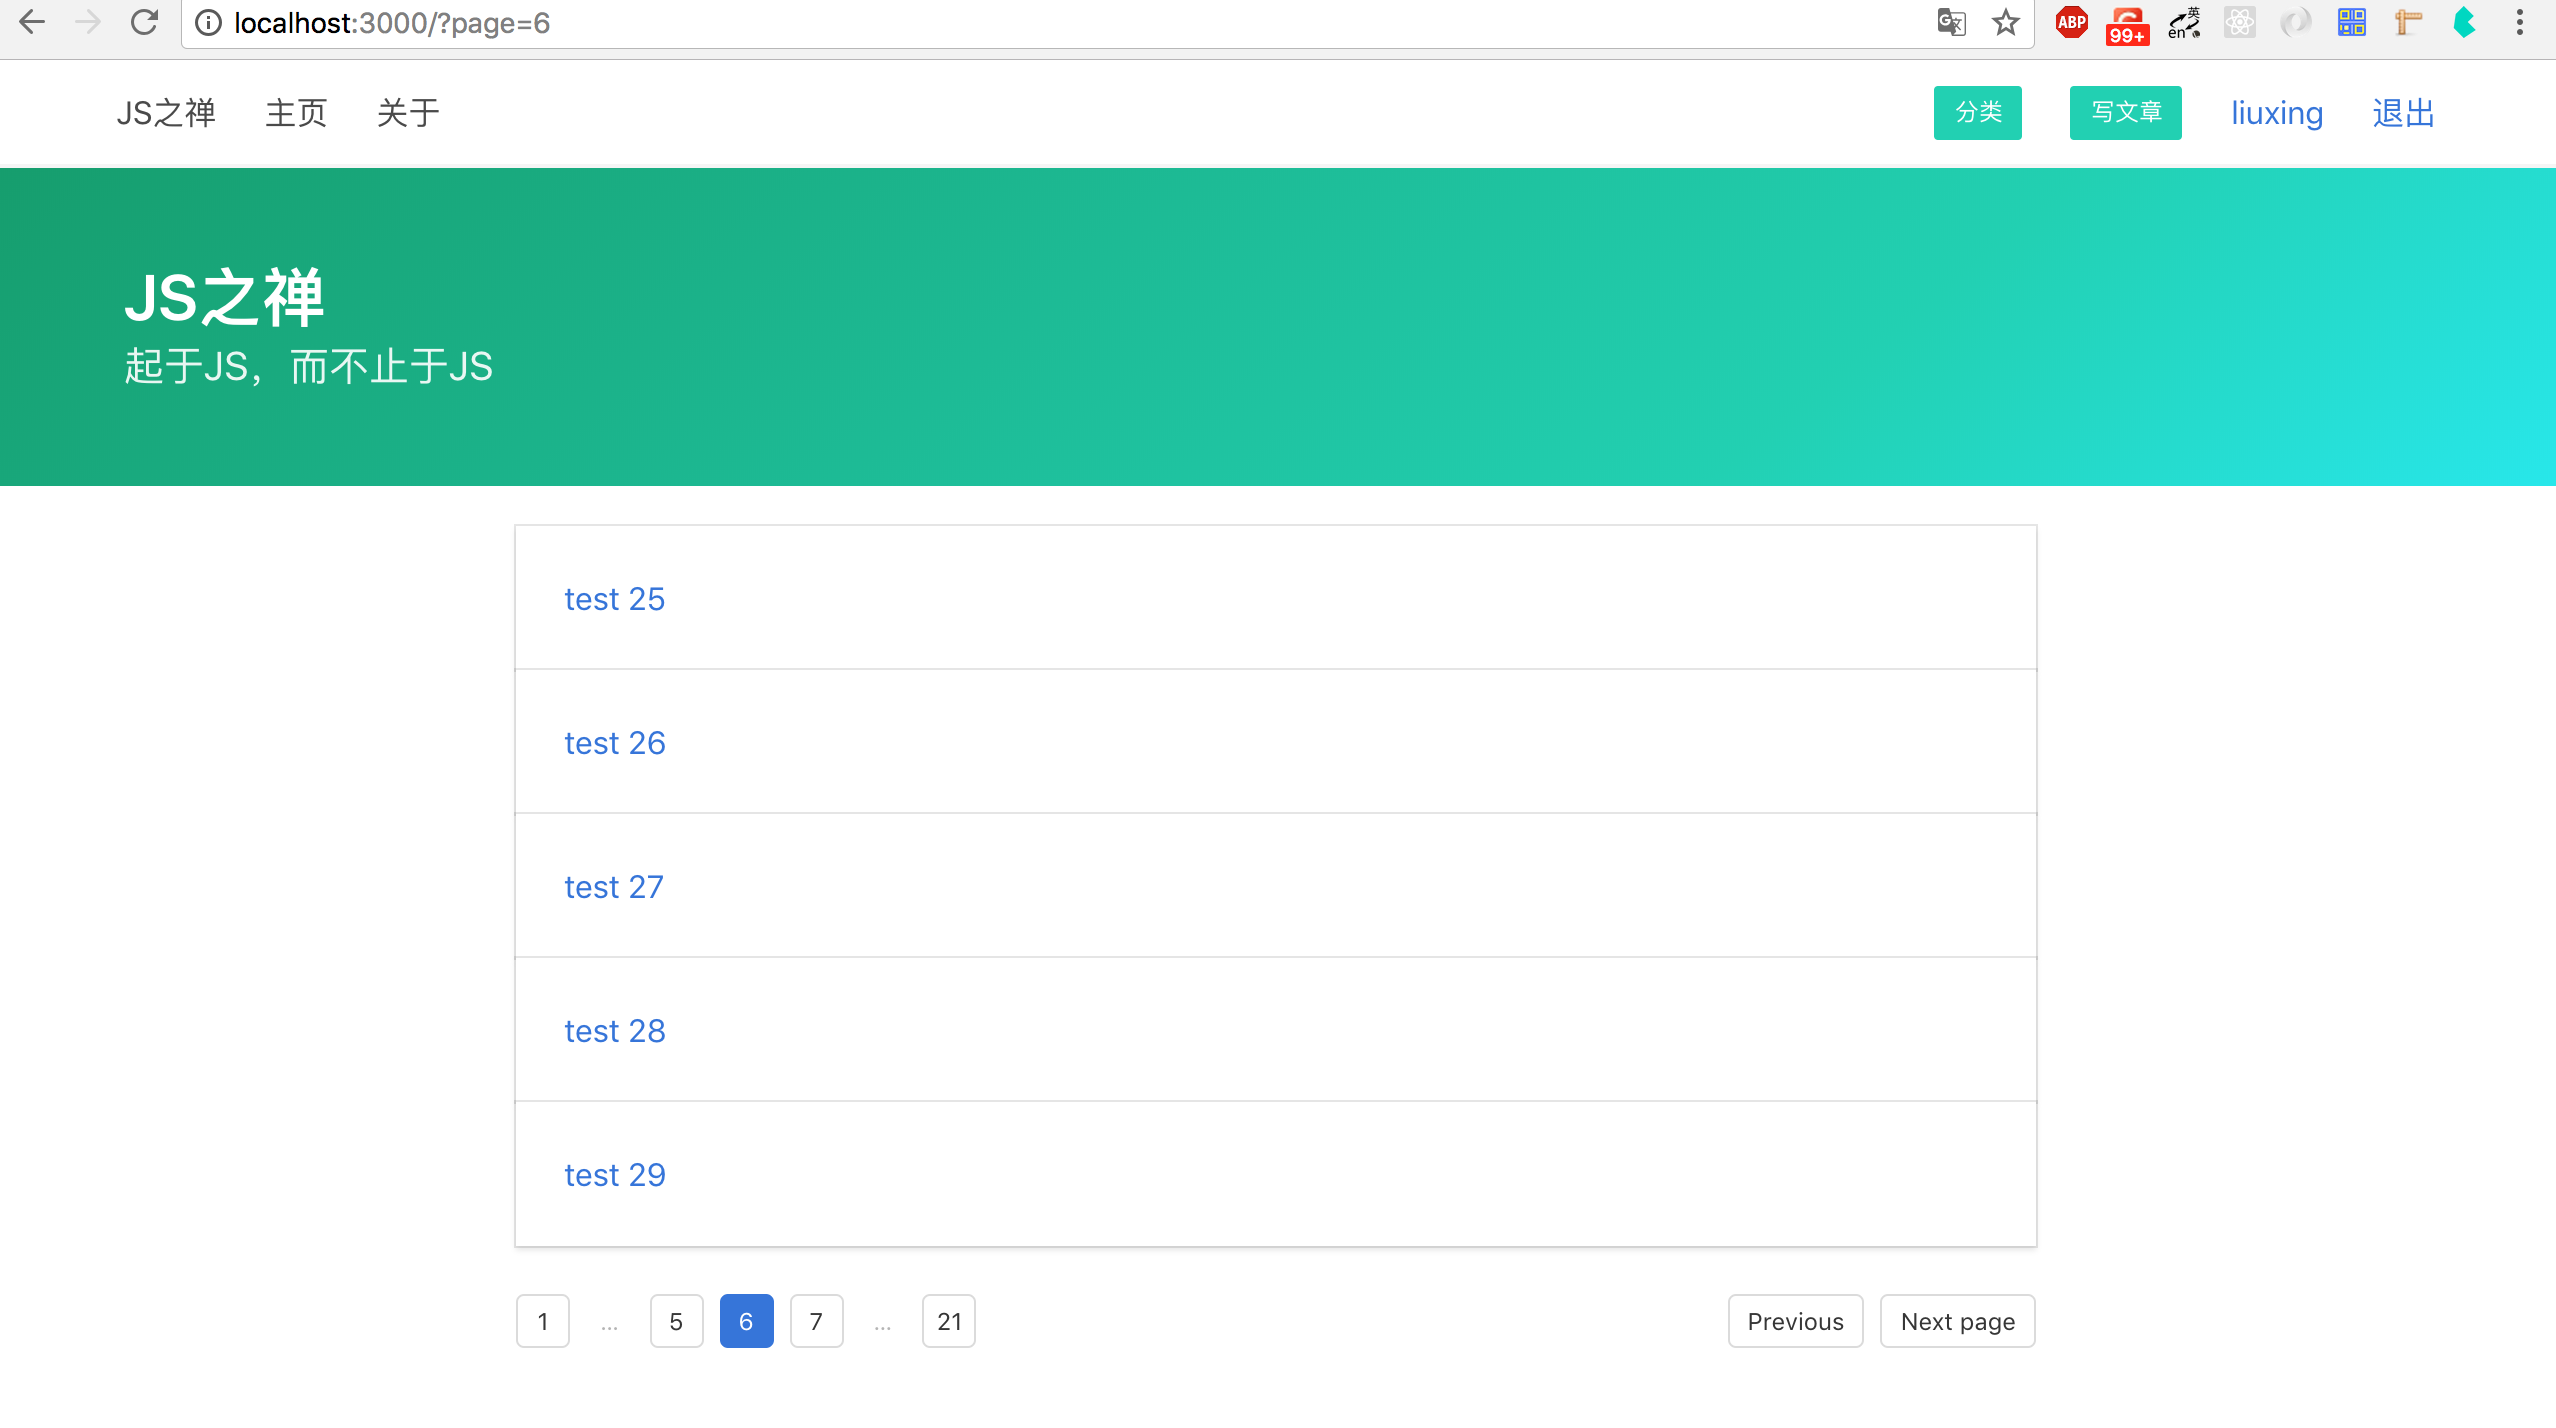 localhost:3000/?page=6
ABP
99+
英
en
JS之禅 主页 关于 分类 写文章 liuxing 退出
JS之禅
起于JS，而不止于JS
test 25
test 26
test 27
test 28
test 29
1 ... 5 6 7 ... 21 Previous Next page